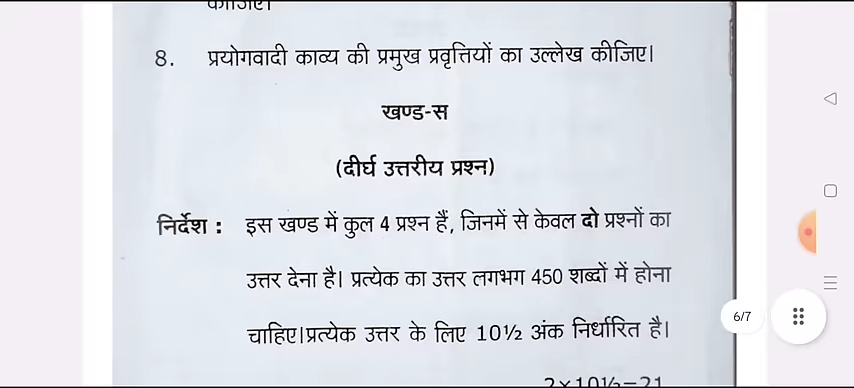 8. प्रयोगवादी काव्य की प्रमुख प्रवृत्तियों का उल्लेख कीजिए।
खण्ड-स
(दीर्घ उत्तरीय प्रश्न)
निर्देश : इस खण्ड में कुल 4 प्रश्न हैं, जिनमें से केवल दो प्रश्नों का
उत्तर देना है। प्रत्येक का उत्तर लगभग 450 शब्दों में होना
चाहिए।प्रत्येक उत्तर के लिए 10½ अंक निर्धारित है।
6/7